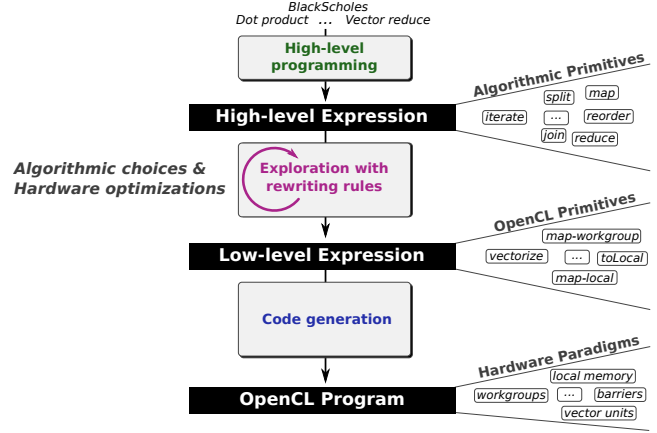 BlackScholes
Dot product ... Vector reduce
High-level
programming
High-level Expression
Algorithmic Primitives
split map
iterate ... reorder
join reduce
Algorithmic choices &
Hardware optimizations
Exploration with
rewriting rules
Low-level Expression
OpenCL Primitives
map-workgroup
vectorize ... toLocal
map-local
Code generation
OpenCL Program
Hardware Paradigms
local memory
workgroups ... barriers
vector units